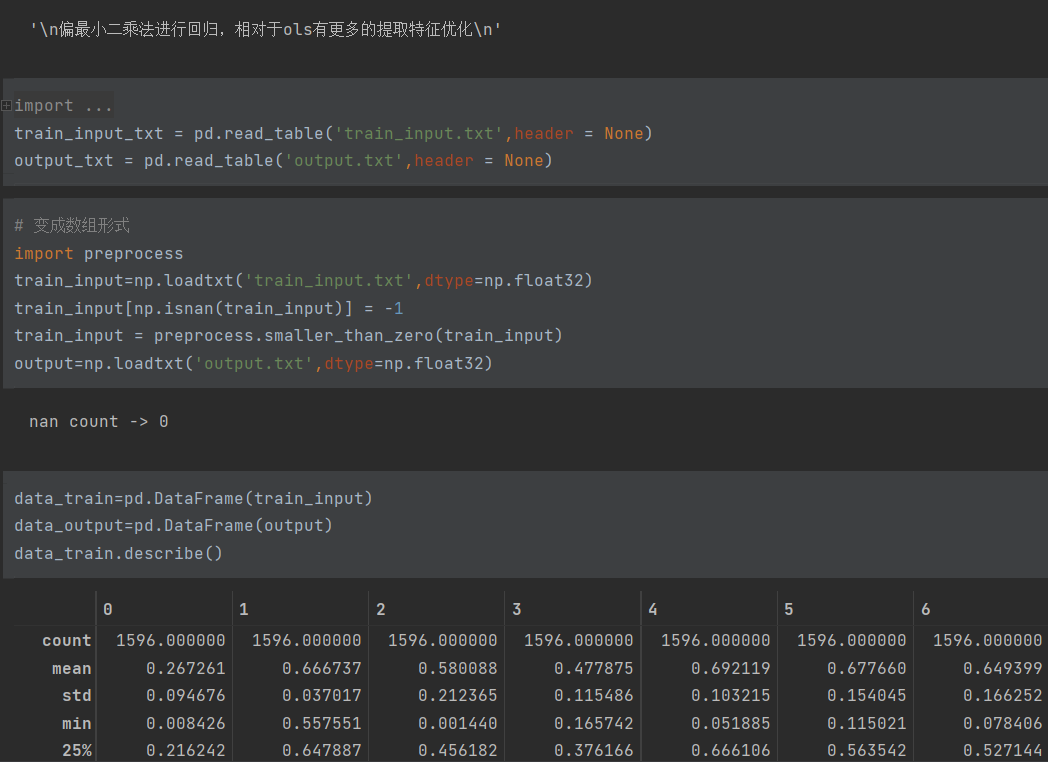 '\n偏最小二乘法进行回归，相对于ols有更多的提取特征优化\n'
import ...
train_input_txt = pd.read_table('train_input.txt',header = None)
output_txt = pd.read_table('output.txt',header = None)
# 变成数组形式
import preprocess
train_input=np.loadtxt('train_input.txt',dtype=np.float32)
train_input[np.isnan(train_input)] = -1
train_input = preprocess.smaller_than_zero(train_input)
output=np.loadtxt('output.txt',dtype=np.float32)
nan count -> 0
data_train=pd.DataFrame(train_input)
data_output=pd.DataFrame(output)
data_train.describe()
0 1 2 3 4 5 6
count 1596.000000 1596.000000 1596.000000 1596.000000 1596.000000 1596.000000 1596.000000
mean 0.267261 0.666737 0.580088 0.477875 0.692119 0.677660 0.649399
std 0.094676 0.037017 0.212365 0.115486 0.103215 0.154045 0.166252
min 0.008426 0.557551 0.001440 0.165742 0.051885 0.115021 0.078406
25% 0.216242 0.647887 0.456182 0.376166 0.666106 0.563542 0.527144